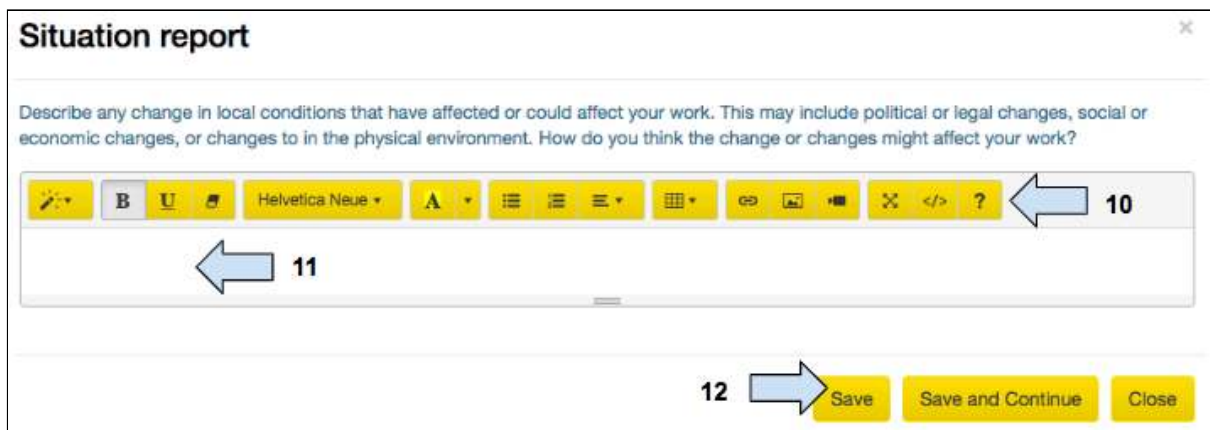 Situation report
×
Describe any change in local conditions that have affected or could affect your work. This may include political or legal changes, social or
economic changes, or changes to in the physical environment. How do you think the change or changes might affect your work?
B U Helvetica Neue A </> ? 10
11
12 Save Save and Continue Close